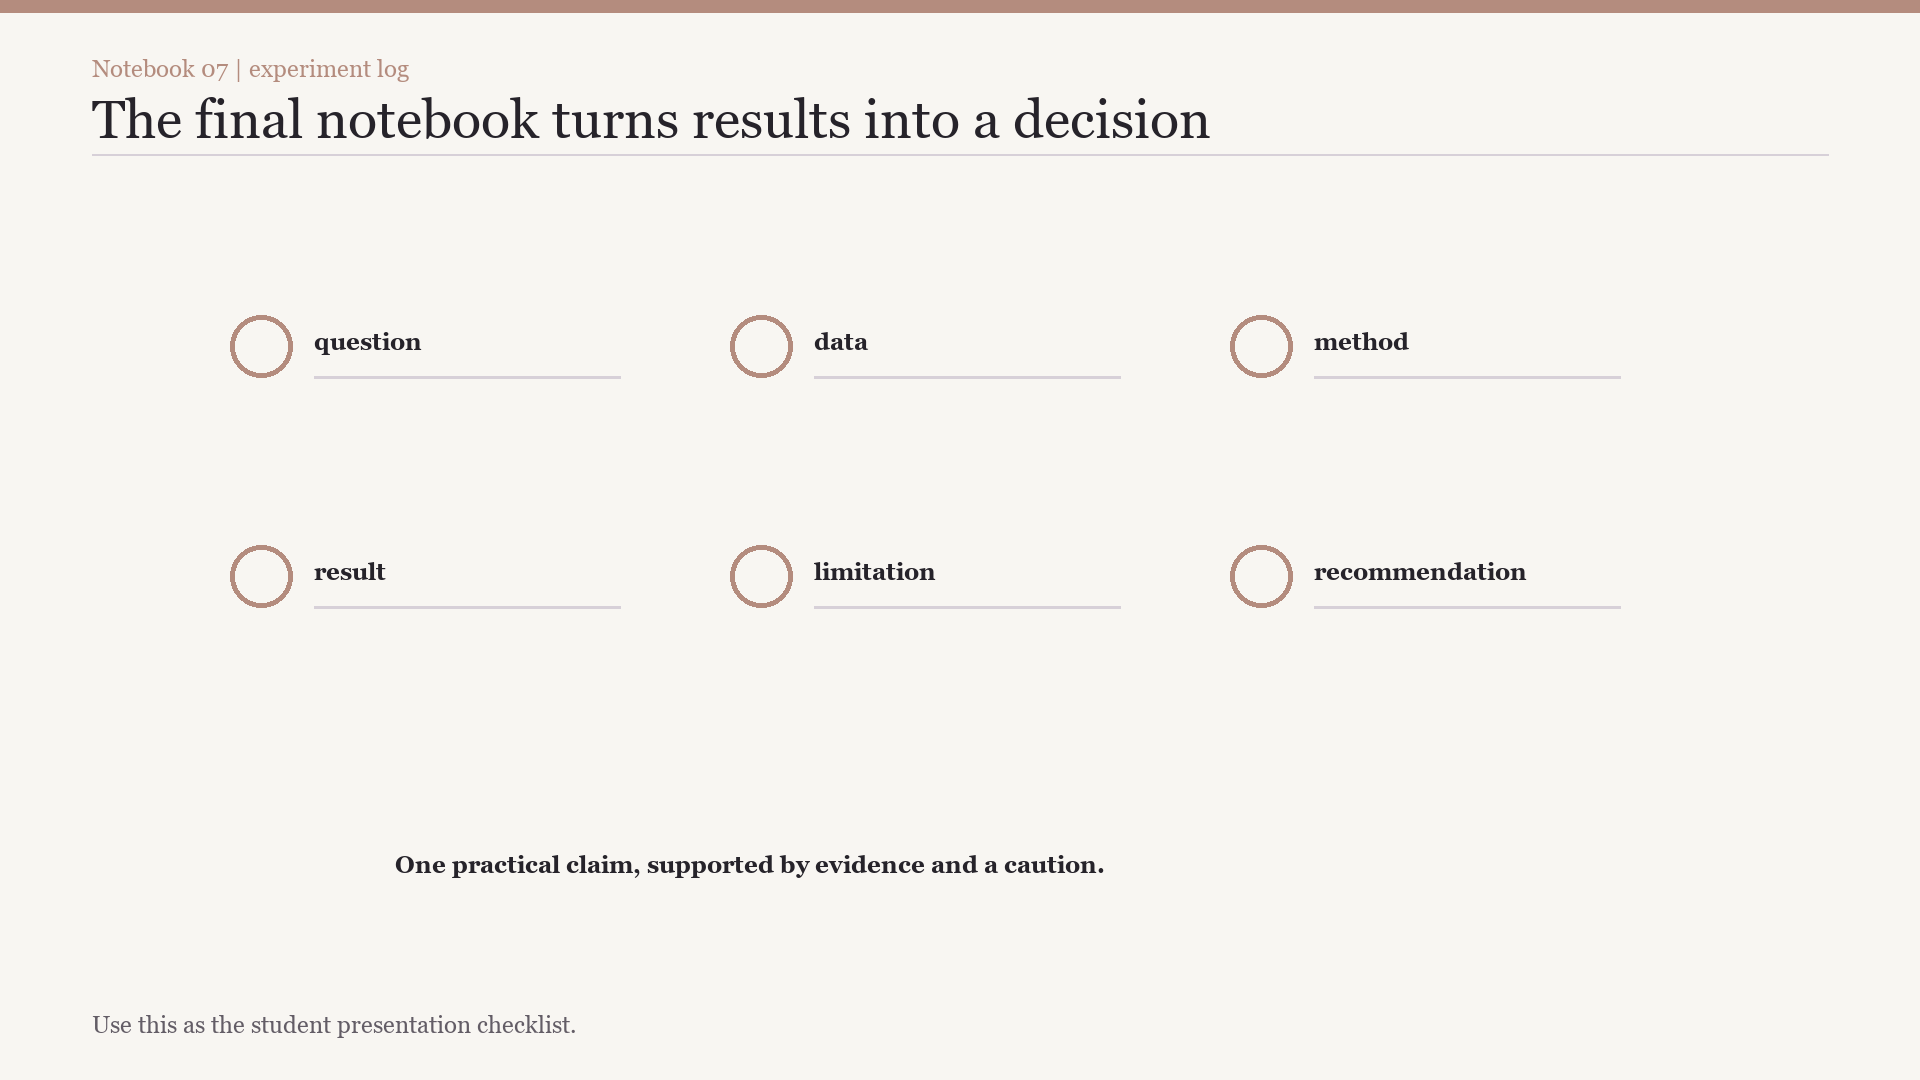 Notebook 07 | experiment log
The final notebook turns results into a decision
question
data
method
result
limitation
recommendation
One practical claim, supported by evidence and a caution.
Use this as the student presentation checklist.